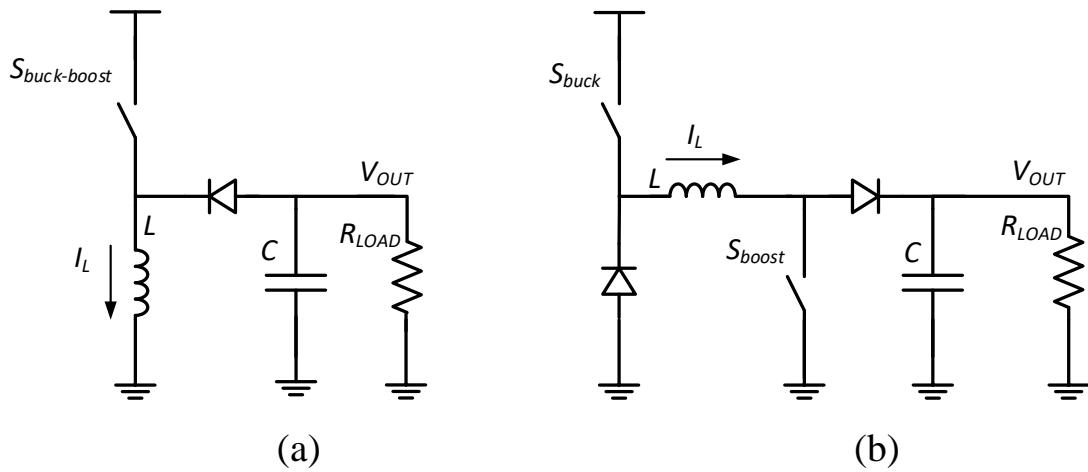 S_buck-boost
V_OUT
L
I_L
C
R_LOAD
(a)
S_buck
I_L
L
V_OUT
R_LOAD
S_boost
C
(b)